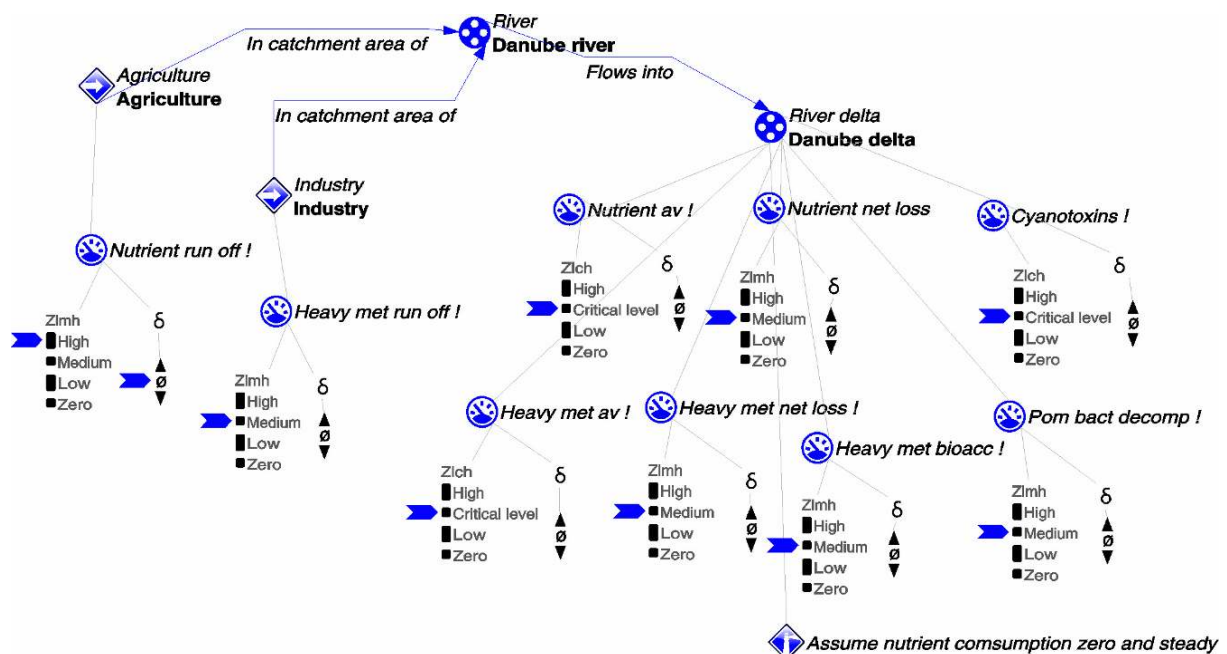 River
Danube river
In catchment area of
Flows into
Agriculture
Agriculture
In catchment area of
River delta
Danube delta
Industry
Industry
Nutrient run off !
Zlmh
High
Medium
Low
Zero
δ
ø
Heavy met run off !
Zlmh
High
Medium
Low
Zero
δ
ø
Nutrient av !
Zlch
High
Critical level
Low
Zero
δ
ø
Nutrient net loss
Zlmh
High
Medium
Low
Zero
δ
ø
Cyanotoxins !
Zlch
High
Critical level
Low
Zero
δ
ø
Heavy met av !
Zlch
High
Critical level
Low
Zero
δ
ø
Heavy met net loss !
Zlmh
High
Medium
Low
Zero
δ
ø
Heavy met bioacc !
Zlmh
High
Medium
Low
Zero
δ
ø
Pom bact decomp !
Zlmh
High
Medium
Low
Zero
δ
ø
Assume nutrient comsumption zero and steady